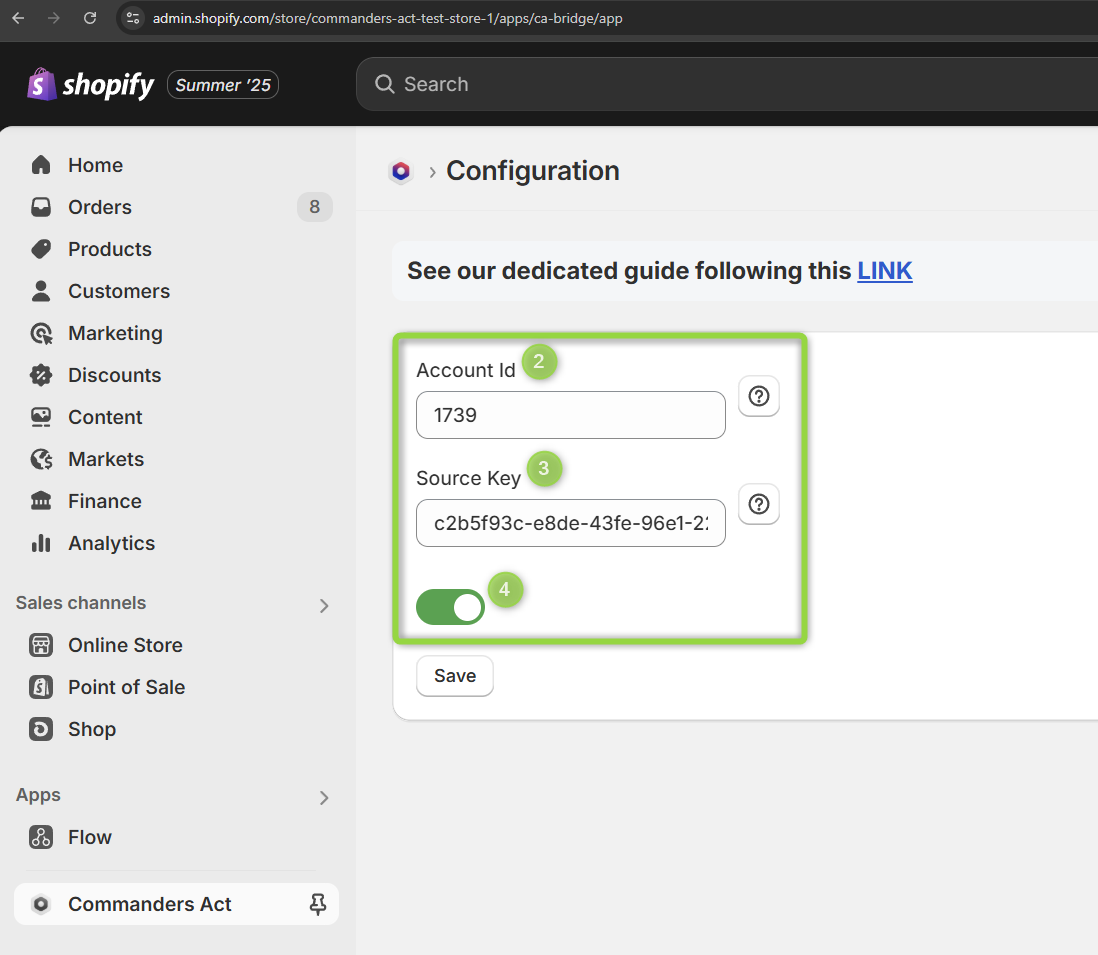 admin.shopify.com/store/commanders-act-test-store-1/apps/ca-bridge/app
shopify Summer '25
Search
Home
Orders 8
Products
Customers
Marketing
Discounts
Content
Markets
Finance
Analytics
Sales channels
Online Store
Point of Sale
Shop
Apps
Flow
Commanders Act
Configuration
See our dedicated guide following this LINK
Account Id 2
1739
Source Key 3
c2b5f93c-e8de-43fe-96e1-22
4
Save